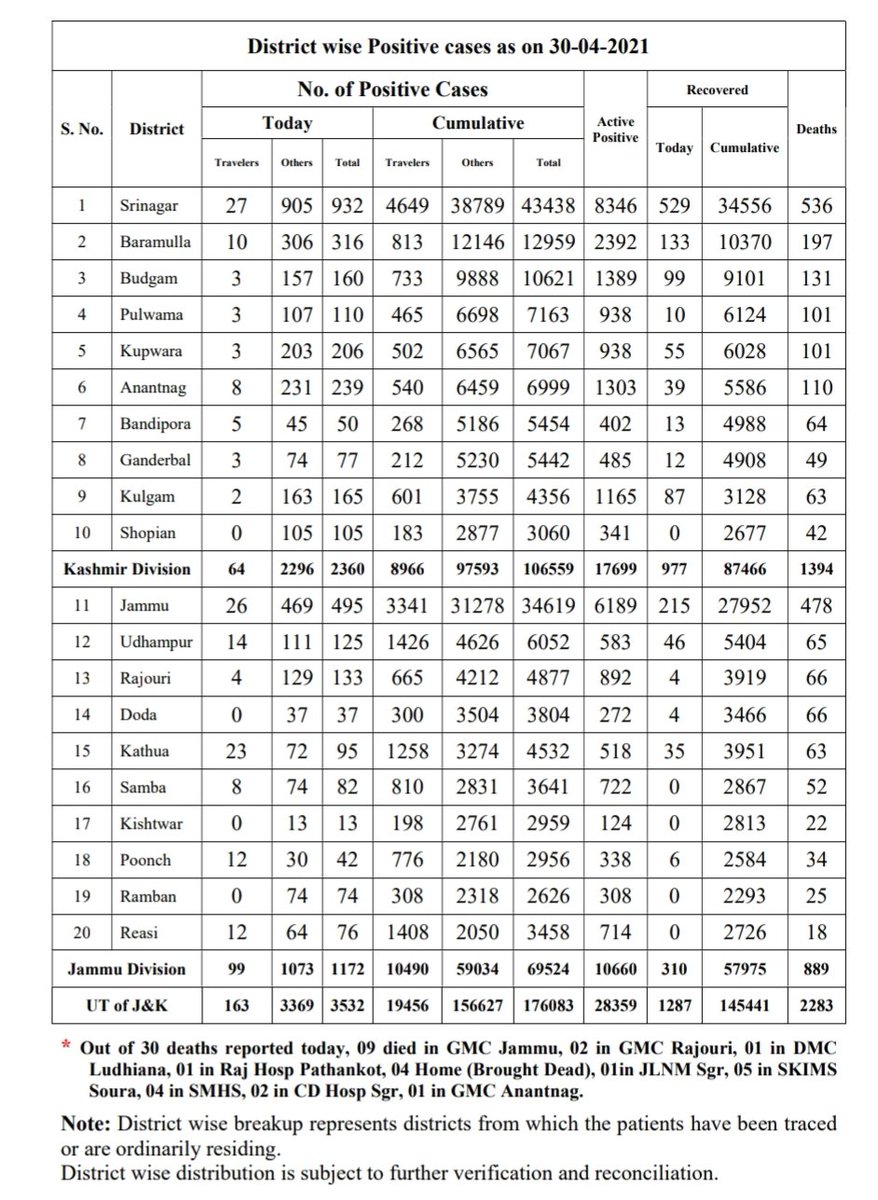 District wise Positive cases as on 30-04-2021
S. No. District No. of Positive Cases Active Positive Recovered Deaths
Today Cumulative Today Cumulative
Travelers Others Total Travelers Others Total
1 Srinagar 27 905 932 4649 38789 43438 8346 529 34556 536
2 Baramulla 10 306 316 813 12146 12959 2392 133 10370 197
3 Budgam 3 157 160 733 9888 10621 1389 99 9101 131
4 Pulwama 3 107 110 465 6698 7163 938 10 6124 101
5 Kupwara 3 203 206 502 6565 7067 938 55 6028 101
6 Anantnag 8 231 239 540 6459 6999 1303 39 5586 110
7 Bandipora 5 45 50 268 5186 5454 402 13 4988 64
8 Ganderbal 3 74 77 212 5230 5442 485 12 4908 49
9 Kulgam 2 163 165 601 3755 4356 1165 87 3128 63
10 Shopian 0 105 105 183 2877 3060 341 0 2677 42
Kashmir Division 64 2296 2360 8966 97593 106559 17699 977 87466 1394
11 Jammu 26 469 495 3341 31278 34619 6189 215 27952 478
12 Udhampur 14 111 125 1426 4626 6052 583 46 5404 65
13 Rajouri 4 129 133 665 4212 4877 892 4 3919 66
14 Doda 0 37 37 300 3504 3804 272 4 3466 66
15 Kathua 23 72 95 1258 3274 4532 518 35 3951 63
16 Samba 8 74 82 810 2831 3641 722 0 2867 52
17 Kishtwar 0 13 13 198 2761 2959 124 0 2813 22
18 Poonch 12 30 42 776 2180 2956 338 6 2584 34
19 Ramban 0 74 74 308 2318 2626 308 0 2293 25
20 Reasi 12 64 76 1408 2050 3458 714 0 2726 18
Jammu Division 99 1073 1172 10490 59034 69524 10660 310 57975 889
UT of J&K 163 3369 3532 19456 156627 176083 28359 1287 145441 2283
* Out of 30 deaths reported today, 09 died in GMC Jammu, 02 in GMC Rajouri, 01 in DMC
Ludhiana, 01 in Raj Hosp Pathankot, 04 Home (Brought Dead), 01in JLNM Sgr, 05 in SKIMS
Soura, 04 in SMHS, 02 in CD Hosp Sgr, 01 in GMC Anantnag.
Note: District wise breakup represents districts from which the patients have been traced
or are ordinarily residing.
District wise distribution is subject to further verification and reconciliation.